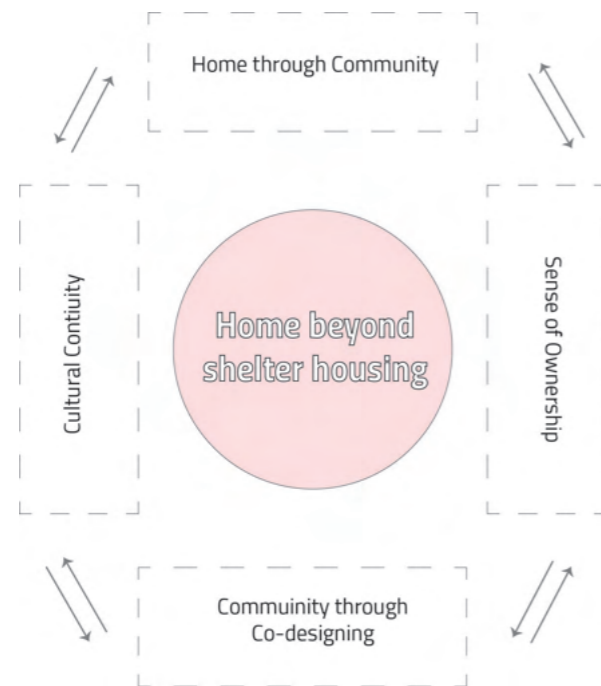 Home through Community
Cultural Contiuity
Home beyond
shelter housing
Sense of Ownership
Commuinity through
Co-designing